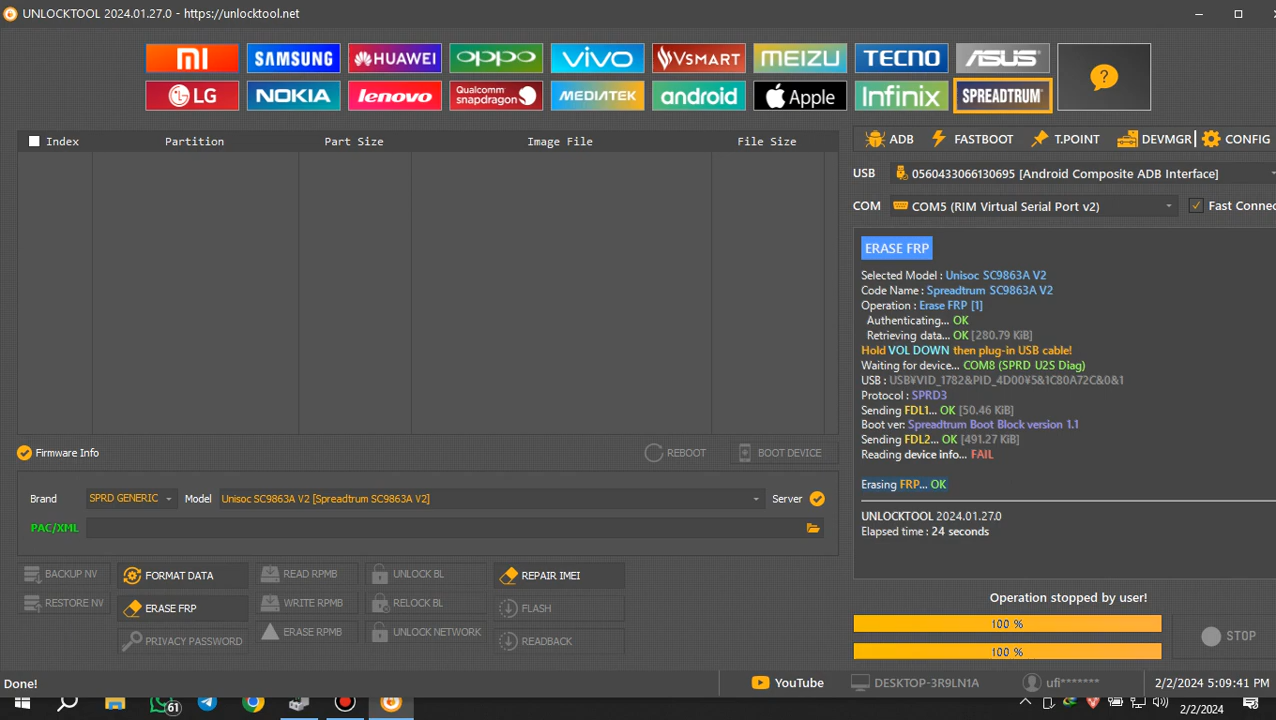 UNLOCKTOOL 2024.01.27.0 - https://unlocktool.net
mi SAMSUNG HUAWEI oppo vivo VSMART MEIZU TECNO ASUS ?
LG NOKIA lenovo Qualcomm snapdragon MEDIATEK android Apple Infinix SPREADTRUM
Index Partition Part Size Image File File Size
ADB FASTBOOT T.POINT DEVMGR CONFIG
USB 0560433066130695 [Android Composite ADB Interface]
COM COM5 (RIM Virtual Serial Port v2) Fast Connec
ERASE FRP
Selected Model : Unisoc SC9863A V2
Code Name : Spreadtrum SC9863A V2
Operation : Erase FRP [1]
Authenticating... OK
Retrieving data... OK [280.79 KiB]
Hold VOL DOWN then plug-in USB cable!
Waiting for device... COM8 (SPRD U2S Diag)
USB : USB¥VID_1782&PID_4D00¥5&1C80A72C&0&1
Protocol : SPRD3
Sending FDL1... OK [50.46 KiB]
Boot ver: Spreadtrum Boot Block version 1.1
Sending FDL2... OK [491.27 KiB]
Reading device info... FAIL
Erasing FRP... OK
UNLOCKTOOL 2024.01.27.0
Elapsed time : 24 seconds
Firmware Info REBOOT BOOT DEVICE
Brand SPRD GENERIC Model Unisoc SC9863A V2 [Spreadtrum SC9863A V2] Server
PAC/XML
BACKUP NV FORMAT DATA READ RPMB UNLOCK BL REPAIR IMEI
RESTORE NV ERASE FRP WRITE RPMB RELOCK BL FLASH
PRIVACY PASSWORD ERASE RPMB UNLOCK NETWORK READBACK
Operation stopped by user!
100 %
100 %
STOP
Done! YouTube DESKTOP-3R9LN1A ufi******* 2/2/2024 5:09:41 PM
61 2/2/2024